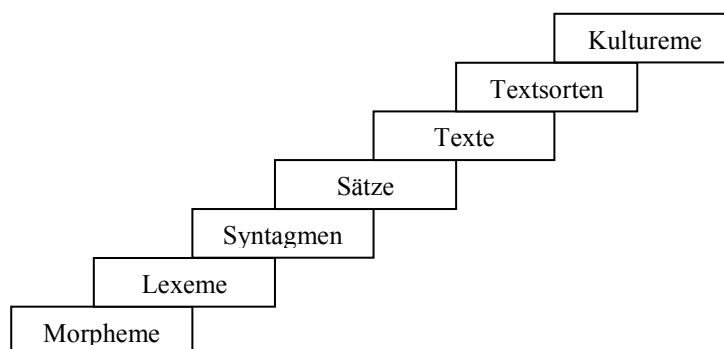 Kultureme
Textsorten
Texte
Sätze
Syntagmen
Lexeme
Morpheme